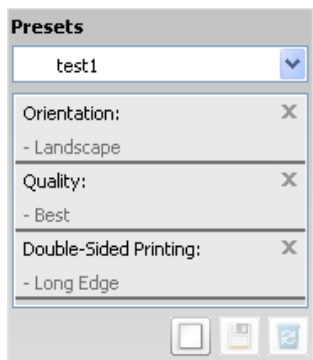 Presets
test1
Orientation:
- Landscape
Quality:
- Best
Double-Sided Printing:
- Long Edge